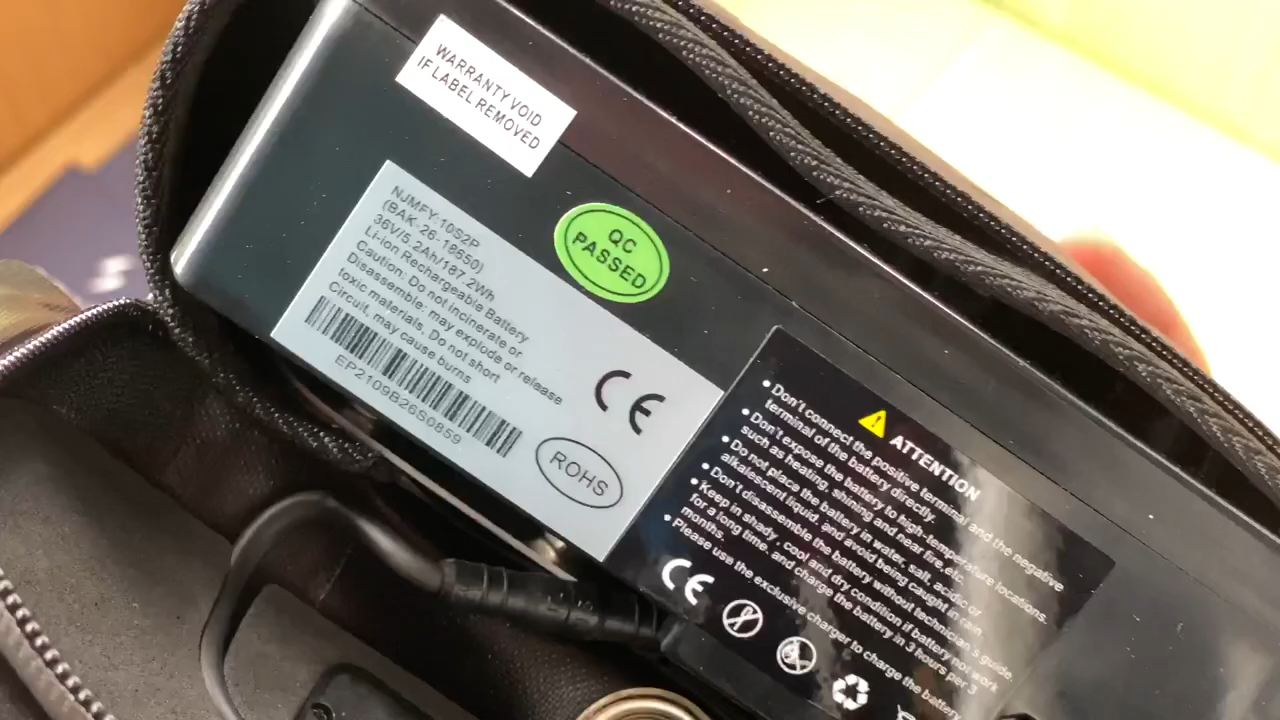 WARRANTY VOID
IF LABEL REMOVED
NJMFY:10IS2P
(BAK-26-18650)
36V/5.2Ah/187.2Wh
Li-ion Rechargeable Battery
Caution: Do not incinerate or
Disassemble: may explode or release
toxic materials, Do not short
Circuit, may cause burns
EP2109B26S0859
CE
ROHS
QC
PASSED
ATTENTION
• Don't connect the positive terminal and the negative
terminal of the battery directly.
• Don't expose the battery to high-temperature locations.
such as heating, shining and near fire,etc.
• Do not place the battery in water, salt, acidic or
alkalescent liquid, and avoid being caught in rain.
• Don't disassemble the battery without technician's guide.
• Keep in shady, cool and dry condition if battery not work
for a long time, and charge the battery in 3 hours per 3
months.
• Please use the exclusive charger to charge the battery
CE